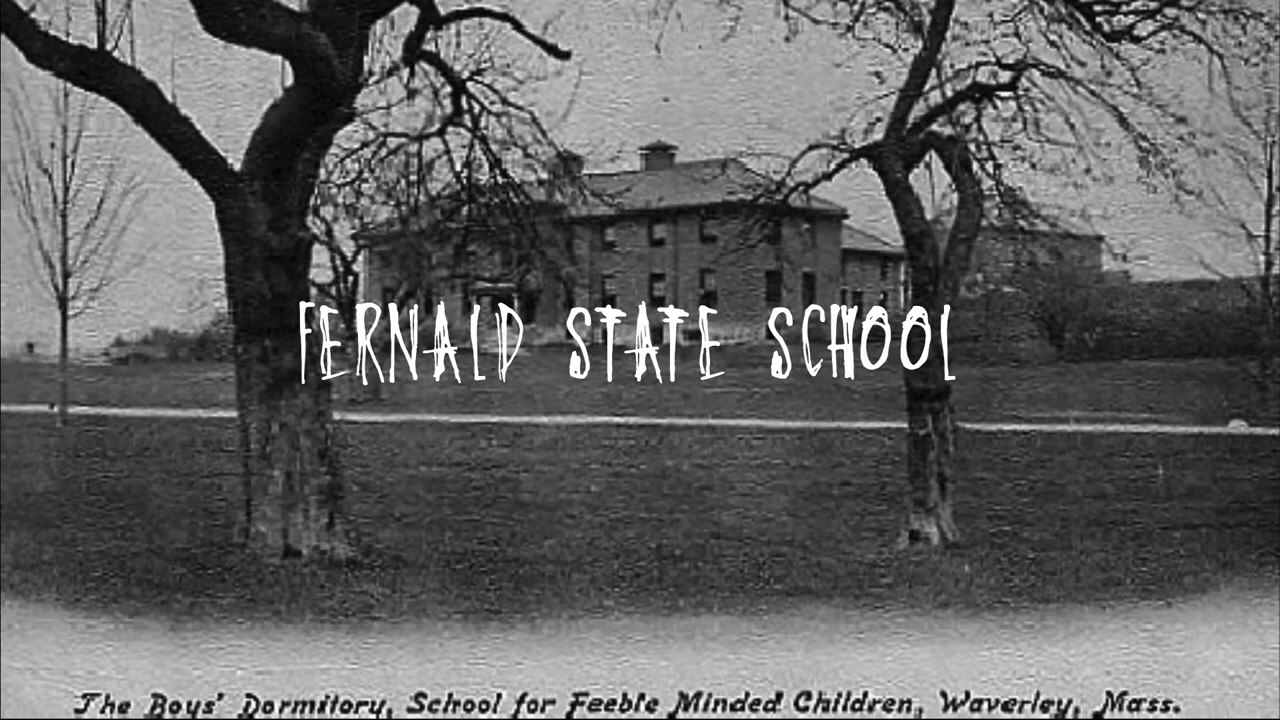 FERNALD STATE SCHOOL
The Boys' Dormitory, School for Feeble Minded Children, Waverley, Mass.